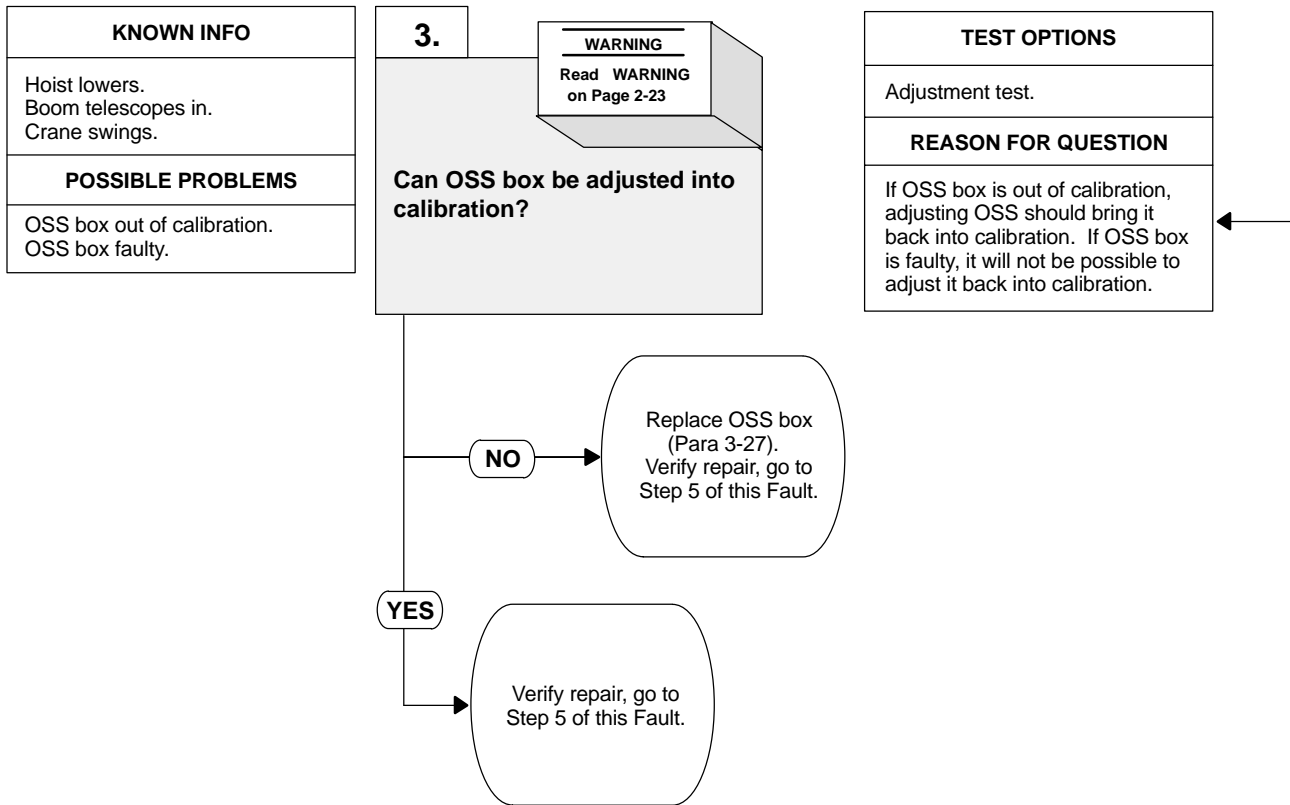 KNOWN INFO
Hoist lowers.
Boom telescopes in.
Crane swings.
POSSIBLE PROBLEMS
OSS box out of calibration.
OSS box faulty.
3.
WARNING
Read WARNING
on Page 2-23
Can OSS box be adjusted into
calibration?
TEST OPTIONS
Adjustment test.
REASON FOR QUESTION
If OSS box is out of calibration,
adjusting OSS should bring it
back into calibration. If OSS box
is faulty, it will not be possible to
adjust it back into calibration.
NO
Replace OSS box
(Para 3-27).
Verify repair, go to
Step 5 of this Fault.
YES
Verify repair, go to
Step 5 of this Fault.